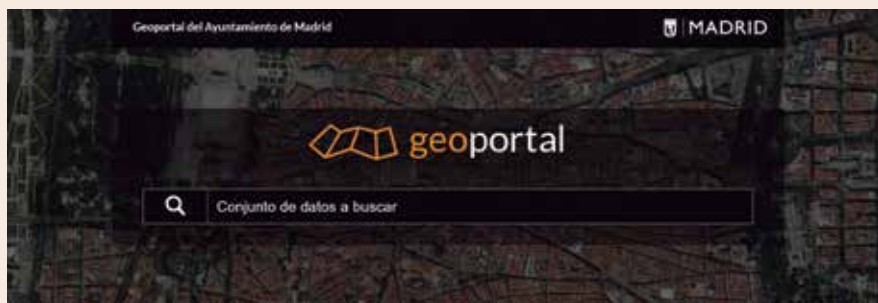 Geoportal del Ayuntamiento de Madrid
MADRID
geoportal
Conjunto de datos a buscar